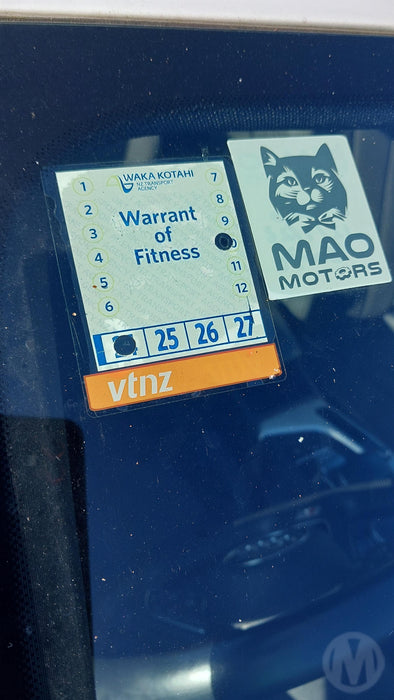 WAKA KOTAHI
NZ TRANSPORT
AGENCY
Warrant
of
Fitness
1
2
3
4
5
6
7
8
9
11
12
25 26 27
vtnz
MAO
MOTORS
M